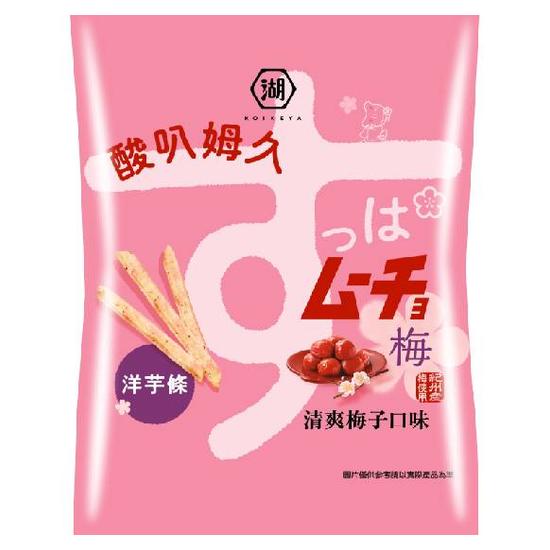 湖
KOIKEYA
酸叭姆久
すっは
ムーチョ
梅
洋芋條
紀州産
梅使用
清爽梅子口味
圖片僅供參考請以實際產品為準